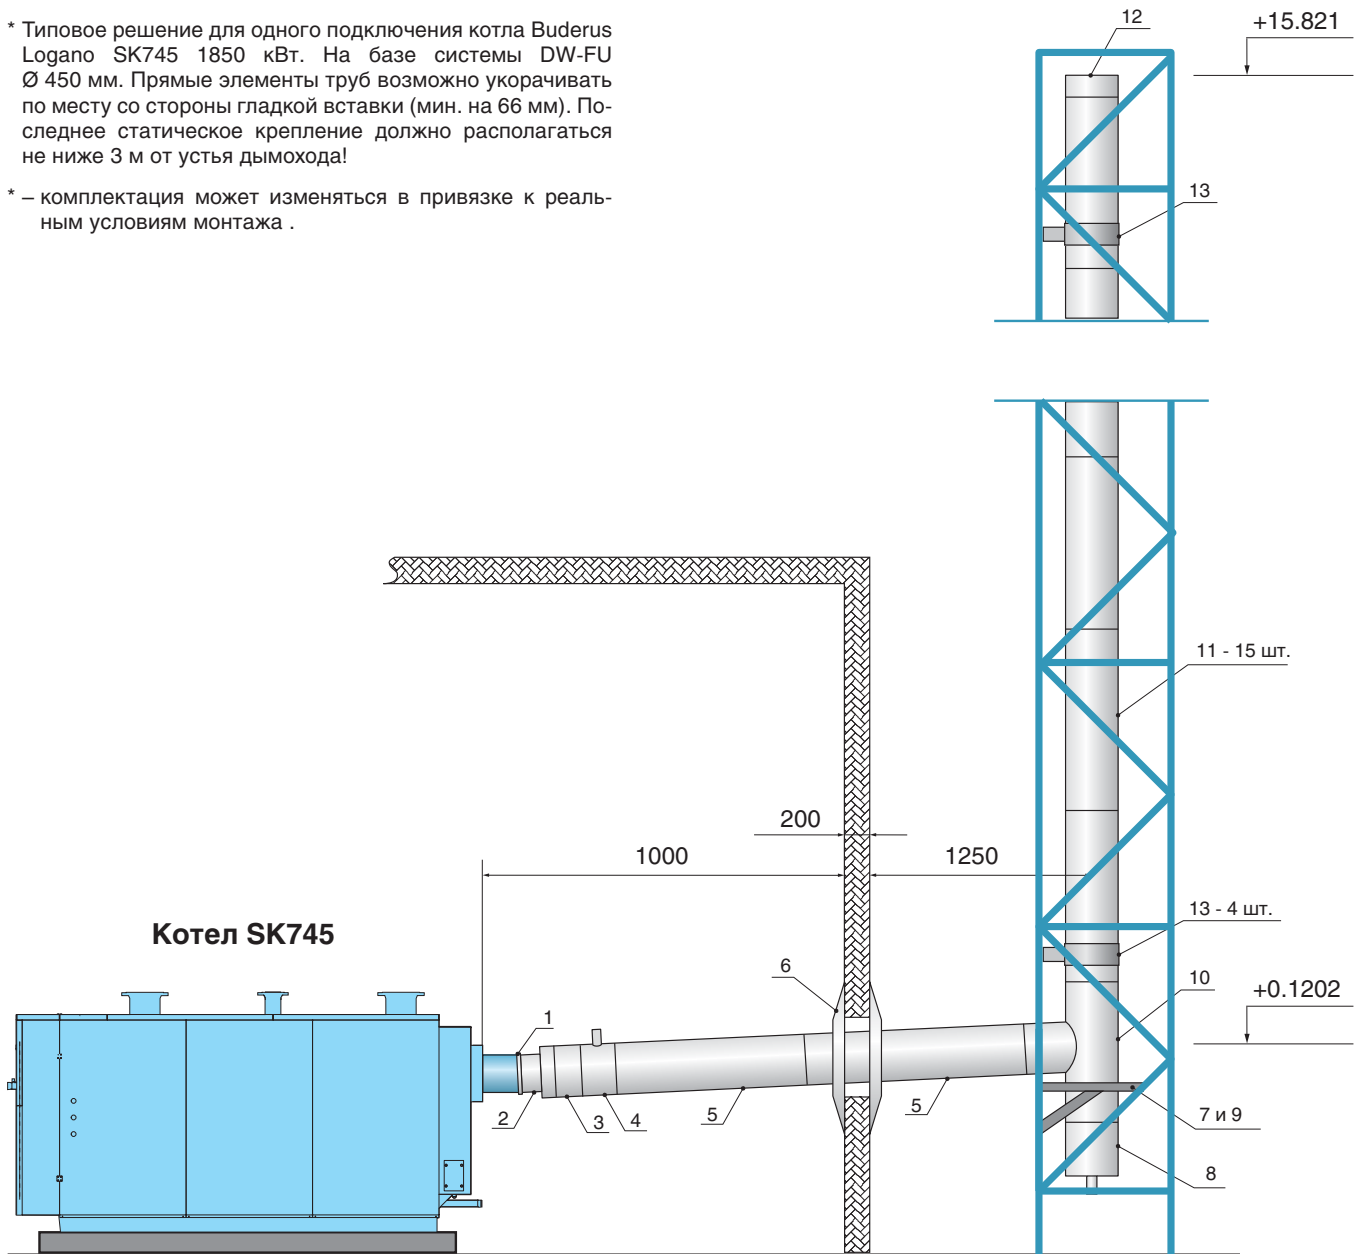 * Типовое решение для одного подключения котла Buderus
Logano SK745 1850 кВт. На базе системы DW-FU
Ø 450 мм. Прямые элементы труб возможно укорачивать
по месту со стороны гладкой вставки (мин. на 66 мм). По-
следнее статическое крепление должно располагаться
не ниже 3 м от устья дымохода!
* – комплектация может изменяться в привязке к реаль-
ным условиям монтажа .
12
+15.821
13
11 - 15 шт.
200
1000
1250
13 - 4 шт.
Котел SK745
6
10
+0.1202
1
2
3
4
5
5
7 и 9
8